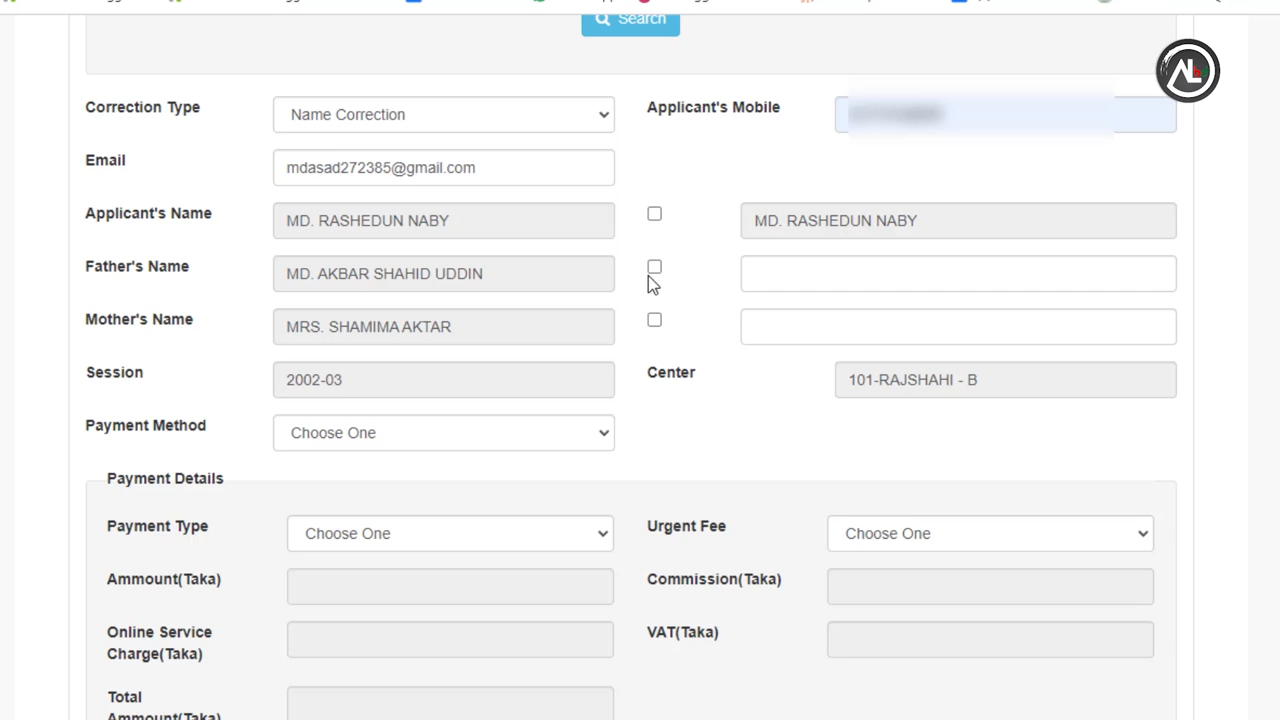 Search
Correction Type
Name Correction
Applicant's Mobile
Email
mdasad272385@gmail.com
Applicant's Name
MD. RASHEDUN NABY
MD. RASHEDUN NABY
Father's Name
MD. AKBAR SHAHID UDDIN
Mother's Name
MRS. SHAMIMA AKTAR
Session
2002-03
Center
101-RAJSHAHI - B
Payment Method
Choose One
Payment Details
Payment Type
Choose One
Urgent Fee
Choose One
Ammount(Taka)
Commission(Taka)
Online Service
Charge(Taka)
VAT(Taka)
Total
Ammount(Taka)